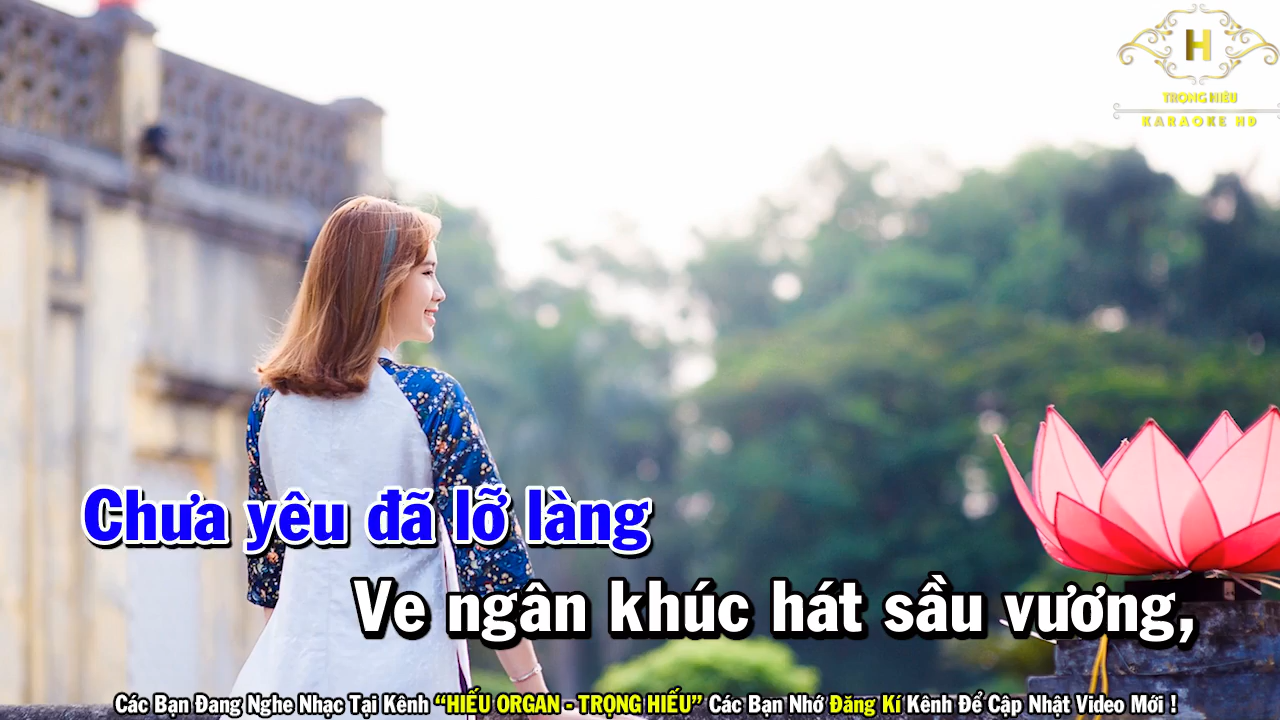 H
TRỌNG HIẾU
KARAOKE HD
Chưa yêu đã lỡ làng
Ve ngân khúc hát sầu vương,
Các Bạn Đang Nghe Nhạc Tại Kênh “HIẾU ORGAN - TRỌNG HIẾU” Các Bạn Nhớ Đăng Kí Kênh Để Cập Nhật Video Mới !